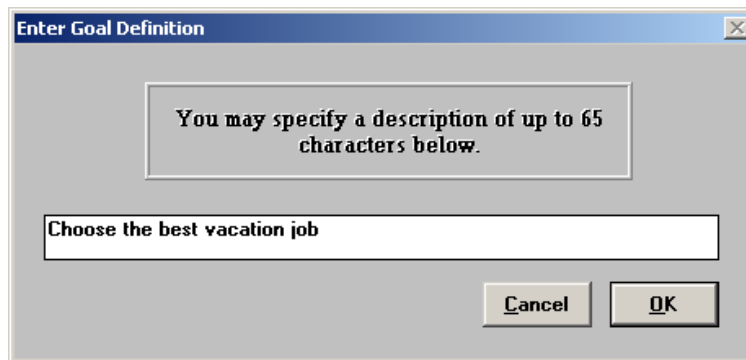 Enter Goal Definition
You may specify a description of up to 65
characters below.
Choose the best vacation job
Cancel
OK